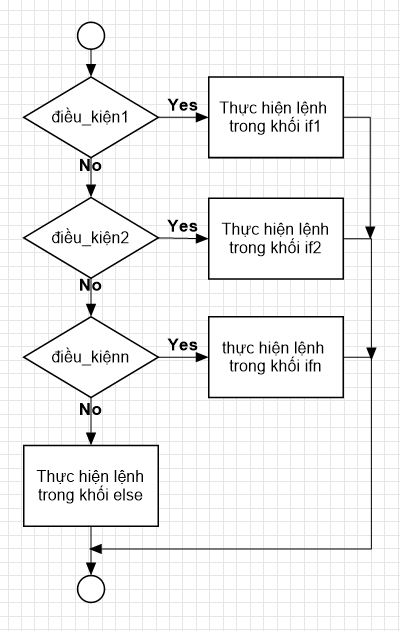 điều_kiện1
Yes
Thực hiện lệnh
trong khối if1
No
điều_kiện2
Yes
Thực hiện lệnh
trong khối if2
No
điều_kiệnn
Yes
thực hiện lệnh
trong khối ifn
No
Thực hiện lệnh
trong khối else